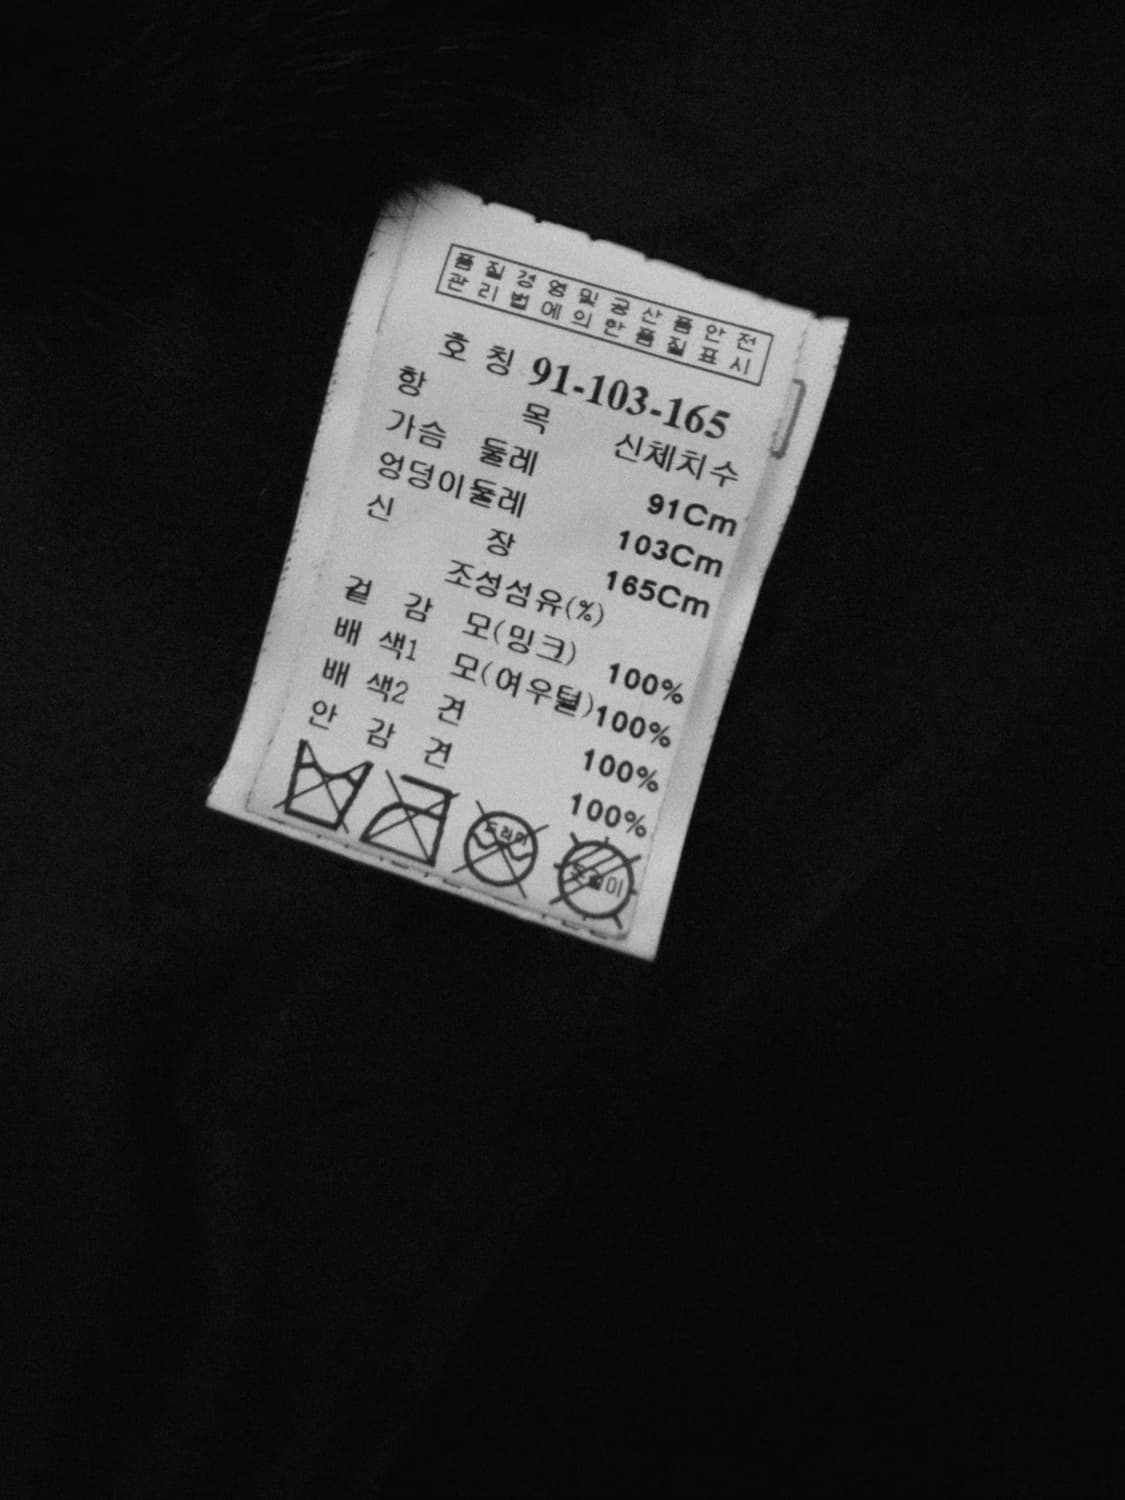 품질경영및공산품안전
관리법에의한품질표시
호 칭 91-103-165
항 목 신체치수
가슴 둘레 91Cm
엉덩이둘레 103Cm
신 장 165Cm
조성섬유(%)
겉 감 모(밍크) 100%
배 색1 모(여우털) 100%
배 색2 견 100%
안 감 견 100%
드라이
옷걸이